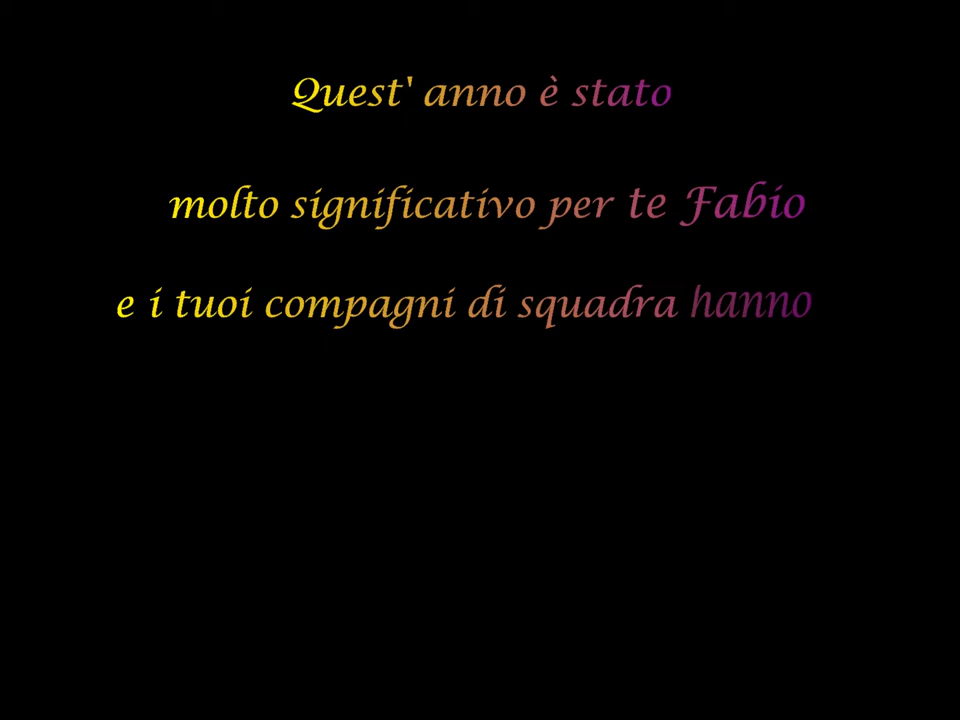 Quest' anno è stato
molto significativo per te Fabio
e i tuoi compagni di squadra hanno